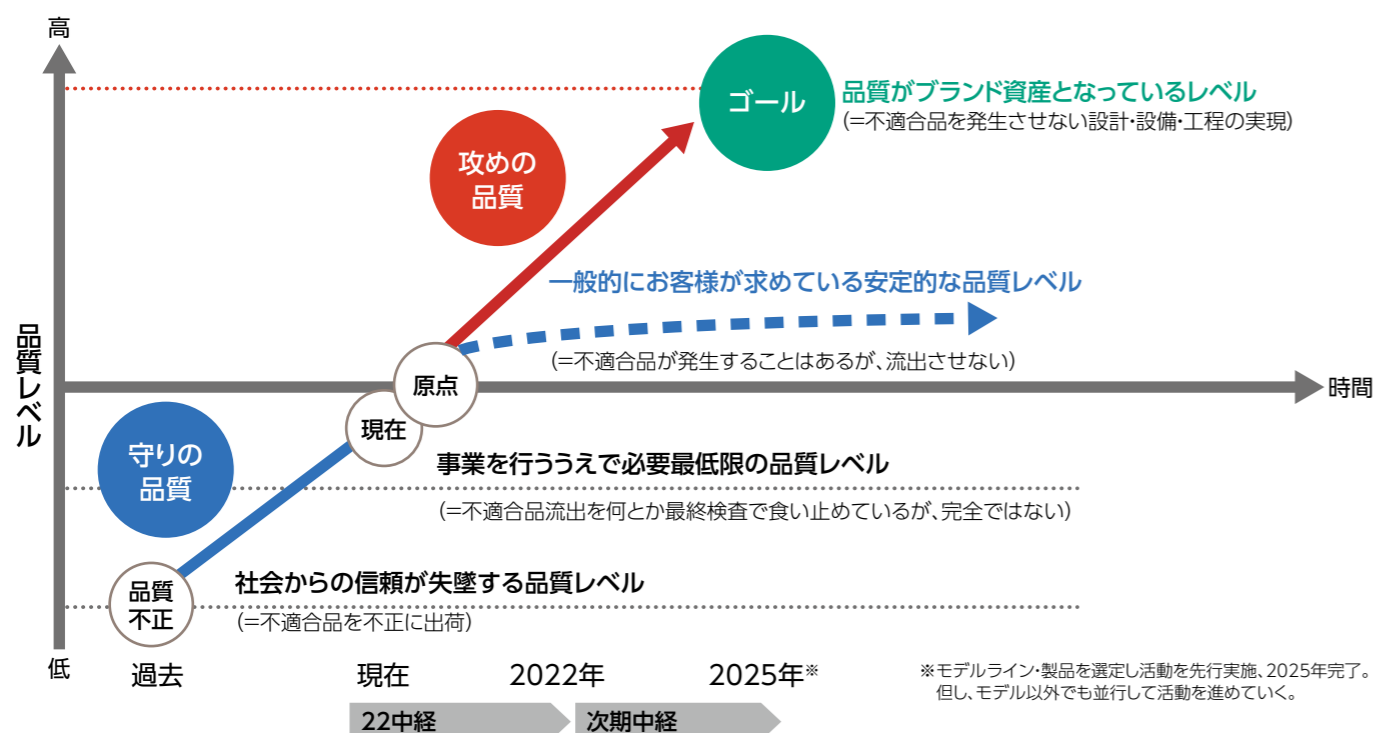 高
ゴール
品質がブランド資産となっているレベル
(=不適合品を発生させない設計・設備・工程の実現)
攻めの
品質
一般的にお客様が求めている安定的な品質レベル
(=不適合品が発生することはあるが、流出させない)
品質レベル
原点
時間
現在
守りの
品質
事業を行ううえで必要最低限の品質レベル
(=不適合品流出を何とか最終検査で食い止めているが、完全ではない)
品質
不正
社会からの信頼が失墜する品質レベル
(=不適合品を不正に出荷)
低
過去
現在
2022年
2025年※
※モデルライン・製品を選定し活動を先行実施、2025年完了。
但し、モデル以外でも並行して活動を進めていく。
22中経
次期中経